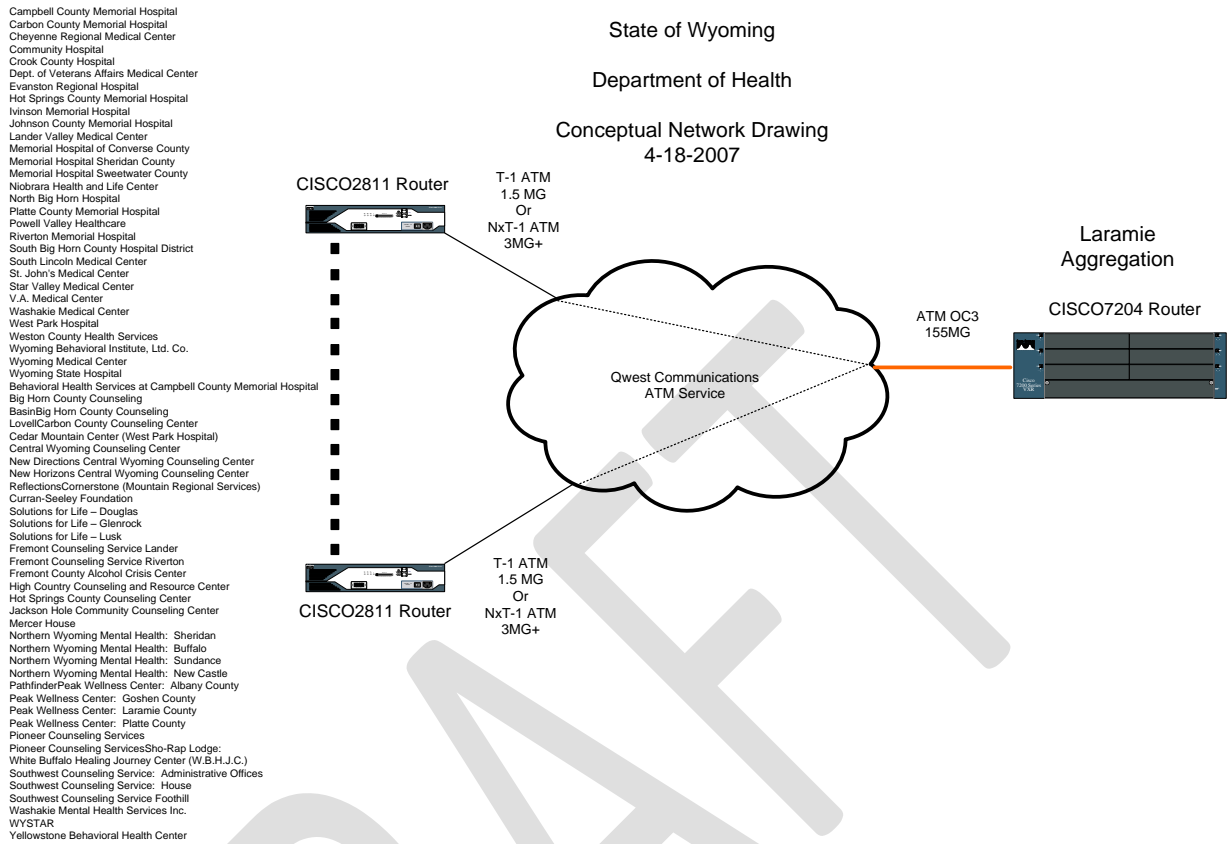 Campbell County Memorial Hospital
Carbon County Memorial Hospital
Cheyenne Regional Medical Center
Community Hospital
Crook County Hospital
Dept. of Veterans Affairs Medical Center
Evanston Regional Hospital
Hot Springs County Memorial Hospital
Ivinson Memorial Hospital
Johnson County Memorial Hospital
Lander Valley Medical Center
Memorial Hospital of Converse County
Memorial Hospital Sheridan County
Memorial Hospital Sweetwater County
Niobrara Health and Life Center
North Big Horn Hospital
Platte County Memorial Hospital
Powell Valley Healthcare
Riverton Memorial Hospital
South Big Horn County Hospital District
South Lincoln Medical Center
St. John's Medical Center
Star Valley Medical Center
V.A. Medical Center
Washakie Medical Center
West Park Hospital
Weston County Health Services
Wyoming Behavioral Institute, Ltd. Co.
Wyoming Medical Center
Wyoming State Hospital
Behavioral Health Services at Campbell County Memorial Hospital
Big Horn County Counseling
BasinBig Horn County Counseling
LovellCarbon County Counseling Center
Cedar Mountain Center (West Park Hospital)
Central Wyoming Counseling Center
New Directions Central Wyoming Counseling Center
New Horizons Central Wyoming Counseling Center
ReflectionsCornerstone (Mountain Regional Services)
Curran-Seeley Foundation
Solutions for Life – Douglas
Solutions for Life – Glenrock
Solutions for Life – Lusk
Fremont Counseling Service Lander
Fremont Counseling Service Riverton
Fremont County Alcohol Crisis Center
High Country Counseling and Resource Center
Hot Springs County Counseling Center
Jackson Hole Community Counseling Center
Mercer House
Northern Wyoming Mental Health:  Sheridan
Northern Wyoming Mental Health:  Buffalo
Northern Wyoming Mental Health:  Sundance
Northern Wyoming Mental Health:  New Castle
PathfinderPeak Wellness Center:  Albany County
Peak Wellness Center:  Goshen County
Peak Wellness Center:  Laramie County
Peak Wellness Center:  Platte County
Pioneer Counseling Services
Pioneer Counseling ServicesSho-Rap Lodge:
White Buffalo Healing Journey Center (W.B.H.J.C.)
Southwest Counseling Service:  Administrative Offices
Southwest Counseling Service:  House
Southwest Counseling Service Foothill
Washakie Mental Health Services Inc.
WYSTAR
Yellowstone Behavioral Health Center
State of Wyoming
Department of Health
Conceptual Network Drawing
4-18-2007
CISCO2811 Router
T-1 ATM
1.5 MG
Or
NxT-1 ATM
3MG+
Qwest Communications
ATM Service
ATM OC3
155MG
Laramie
Aggregation
CISCO7204 Router
Cisco
7200 Series
VXR
CISCO2811 Router
T-1 ATM
1.5 MG
Or
NxT-1 ATM
3MG+
DRAFT